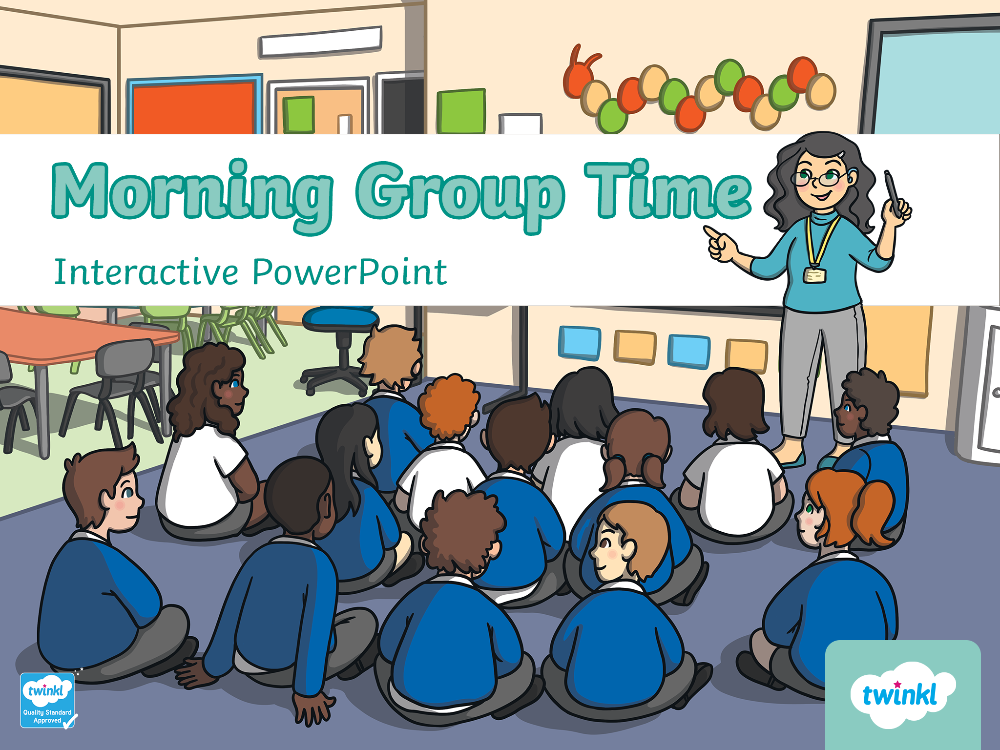 Morning Group Time
Interactive PowerPoint
twinkl
Quality Standard
Approved
twinkl